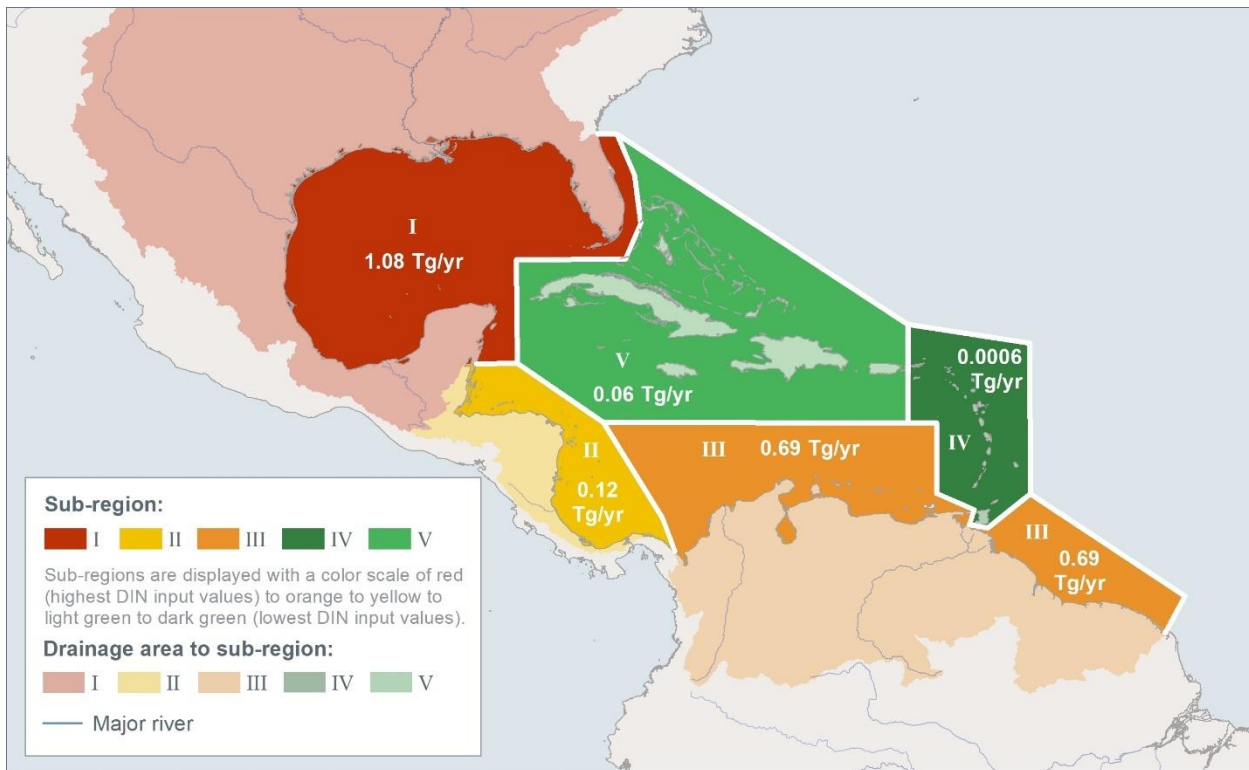 I
1.08 Tg/yr
V
0.06 Tg/yr
0.0006
Tg/yr
IV
II
0.12
Tg/yr
III 0.69 Tg/yr
III
0.69
Tg/yr
Sub-region:
I II III IV V
Sub-regions are displayed with a color scale of red
(highest DIN input values) to orange to yellow to
light green to dark green (lowest DIN input values).
Drainage area to sub-region:
I II III IV V
Major river